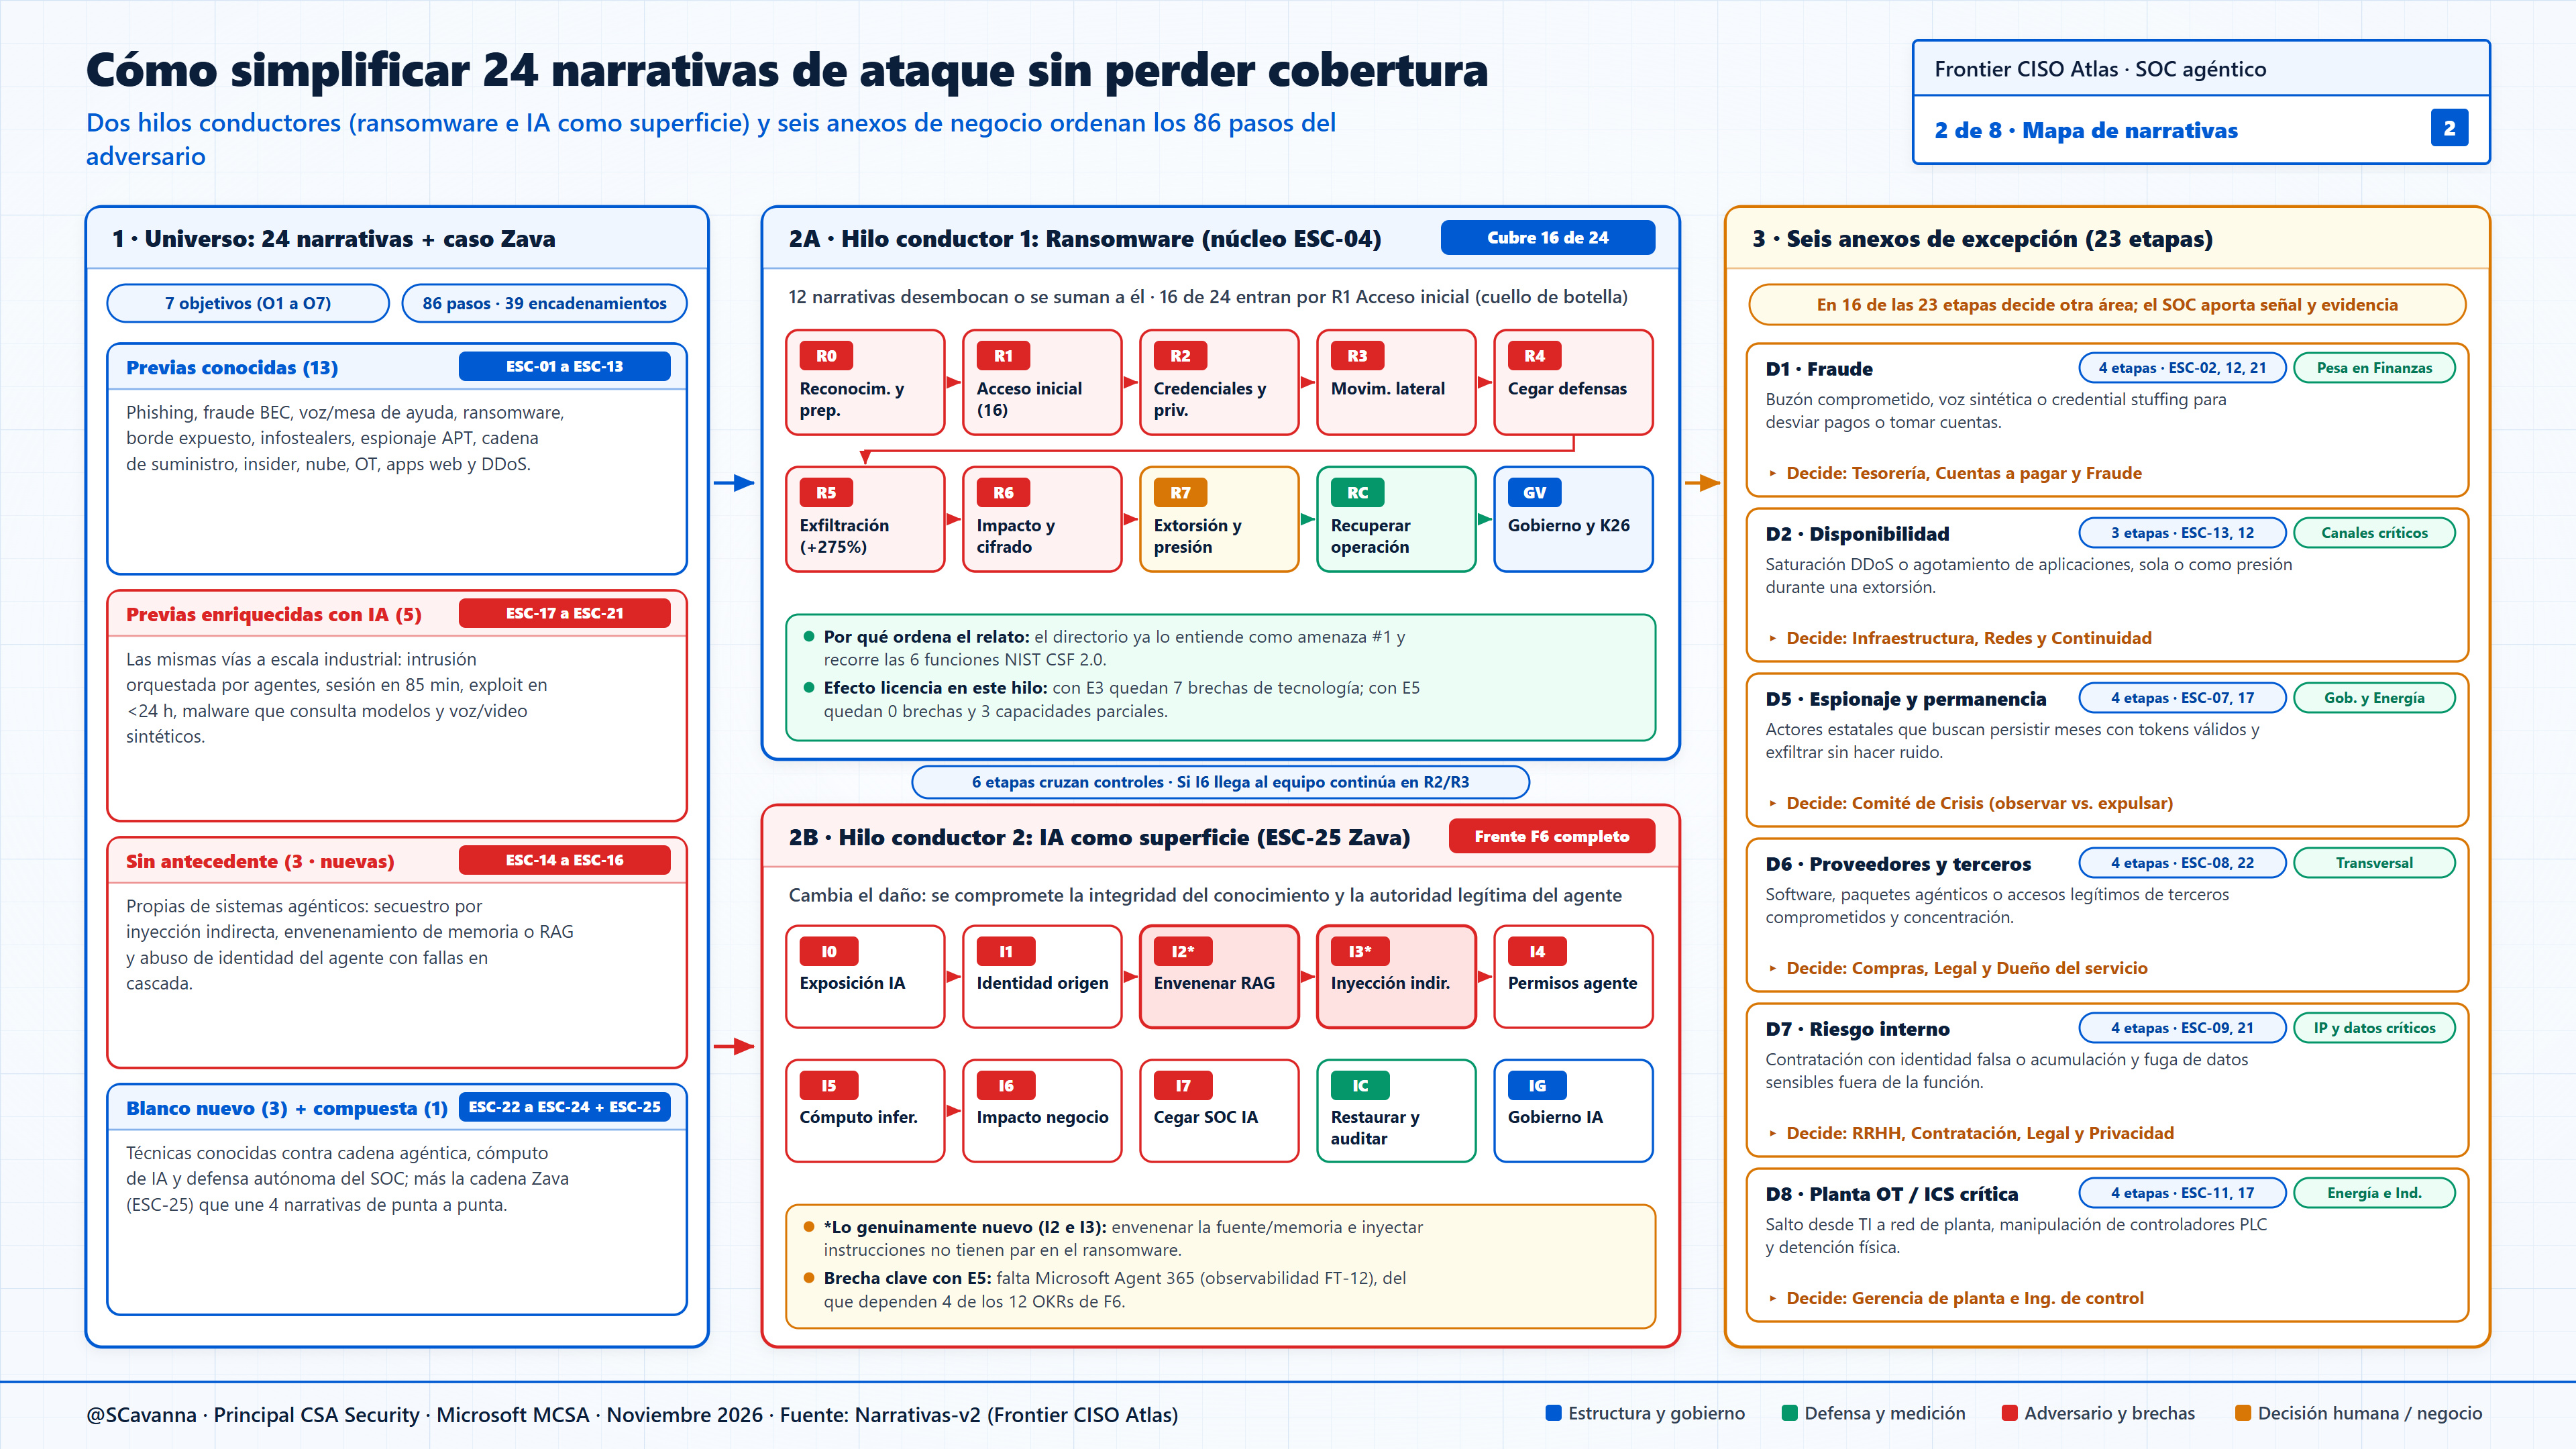 Cómo simplificar 24 narrativas de ataque sin perder cobertura
Dos hilos conductores (ransomware e IA como superficie) y seis anexos de negocio ordenan los 86 pasos del
adversario
Frontier CISO Atlas · SOC agéntico
2 de 8 · Mapa de narrativas
2
1 · Universo: 24 narrativas + caso Zava
7 objetivos (O1 a O7)
86 pasos · 39 encadenamientos
Previas conocidas (13)
ESC-01 a ESC-13
Phishing, fraude BEC, voz/mesa de ayuda, ransomware,
borde expuesto, infostealers, espionaje APT, cadena
de suministro, insider, nube, OT, apps web y DDoS.
Previas enriquecidas con IA (5)
ESC-17 a ESC-21
Las mismas vías a escala industrial: intrusión
orquestada por agentes, sesión en 85 min, exploit en
<24 h, malware que consulta modelos y voz/video
sintéticos.
Sin antecedente (3 · nuevas)
ESC-14 a ESC-16
Propias de sistemas agénticos: secuestro por
inyección indirecta, envenenamiento de memoria o RAG
y abuso de identidad del agente con fallas en
cascada.
Blanco nuevo (3) + compuesta (1)
ESC-22 a ESC-24 + ESC-25
Técnicas conocidas contra cadena agéntica, cómputo
de IA y defensa autónoma del SOC; más la cadena Zava
(ESC-25) que une 4 narrativas de punta a punta.
2A · Hilo conductor 1: Ransomware (núcleo ESC-04)
Cubre 16 de 24
12 narrativas desembocan o se suman a él · 16 de 24 entran por R1 Acceso inicial (cuello de botella)
R0
Reconocim. y
prep.
R1
Acceso inicial
(16)
R2
Credenciales y
priv.
R3
Movim. lateral
R4
Cegar defensas
R5
Exfiltración
(+275%)
R6
Impacto y
cifrado
R7
Extorsión y
presión
RC
Recuperar
operación
GV
Gobierno y K26
Por qué ordena el relato: el directorio ya lo entiende como amenaza #1 y
recorre las 6 funciones NIST CSF 2.0.
Efecto licencia en este hilo: con E3 quedan 7 brechas de tecnología; con E5
quedan 0 brechas y 3 capacidades parciales.
6 etapas cruzan controles · Si I6 llega al equipo continúa en R2/R3
2B · Hilo conductor 2: IA como superficie (ESC-25 Zava)
Frente F6 completo
Cambia el daño: se compromete la integridad del conocimiento y la autoridad legítima del agente
I0
Exposición IA
I1
Identidad origen
I2*
Envenenar RAG
I3*
Inyección indir.
I4
Permisos agente
I5
Cómputo infer.
I6
Impacto negocio
I7
Cegar SOC IA
IC
Restaurar y
auditar
IG
Gobierno IA
*Lo genuinamente nuevo (I2 e I3): envenenar la fuente/memoria e inyectar
instrucciones no tienen par en el ransomware.
Brecha clave con E5: falta Microsoft Agent 365 (observabilidad FT-12), del
que dependen 4 de los 12 OKRs de F6.
3 · Seis anexos de excepción (23 etapas)
En 16 de las 23 etapas decide otra área; el SOC aporta señal y evidencia
D1 · Fraude
4 etapas · ESC-02, 12, 21
Pesa en Finanzas
Buzón comprometido, voz sintética o credential stuffing para
desviar pagos o tomar cuentas.
▸ Decide: Tesorería, Cuentas a pagar y Fraude
D2 · Disponibilidad
3 etapas · ESC-13, 12
Canales críticos
Saturación DDoS o agotamiento de aplicaciones, sola o como presión
durante una extorsión.
▸ Decide: Infraestructura, Redes y Continuidad
D5 · Espionaje y permanencia
4 etapas · ESC-07, 17
Gob. y Energía
Actores estatales que buscan persistir meses con tokens válidos y
exfiltrar sin hacer ruido.
▸ Decide: Comité de Crisis (observar vs. expulsar)
D6 · Proveedores y terceros
4 etapas · ESC-08, 22
Transversal
Software, paquetes agénticos o accesos legítimos de terceros
comprometidos y concentración.
▸ Decide: Compras, Legal y Dueño del servicio
D7 · Riesgo interno
4 etapas · ESC-09, 21
IP y datos críticos
Contratación con identidad falsa o acumulación y fuga de datos
sensibles fuera de la función.
▸ Decide: RRHH, Contratación, Legal y Privacidad
D8 · Planta OT / ICS crítica
4 etapas · ESC-11, 17
Energía e Ind.
Salto desde TI a red de planta, manipulación de controladores PLC
y detención física.
▸ Decide: Gerencia de planta e Ing. de control
@SCavanna · Principal CSA Security · Microsoft MCSA · Noviembre 2026 · Fuente: Narrativas-v2 (Frontier CISO Atlas)
Estructura y gobierno
Defensa y medición
Adversario y brechas
Decisión humana / negocio